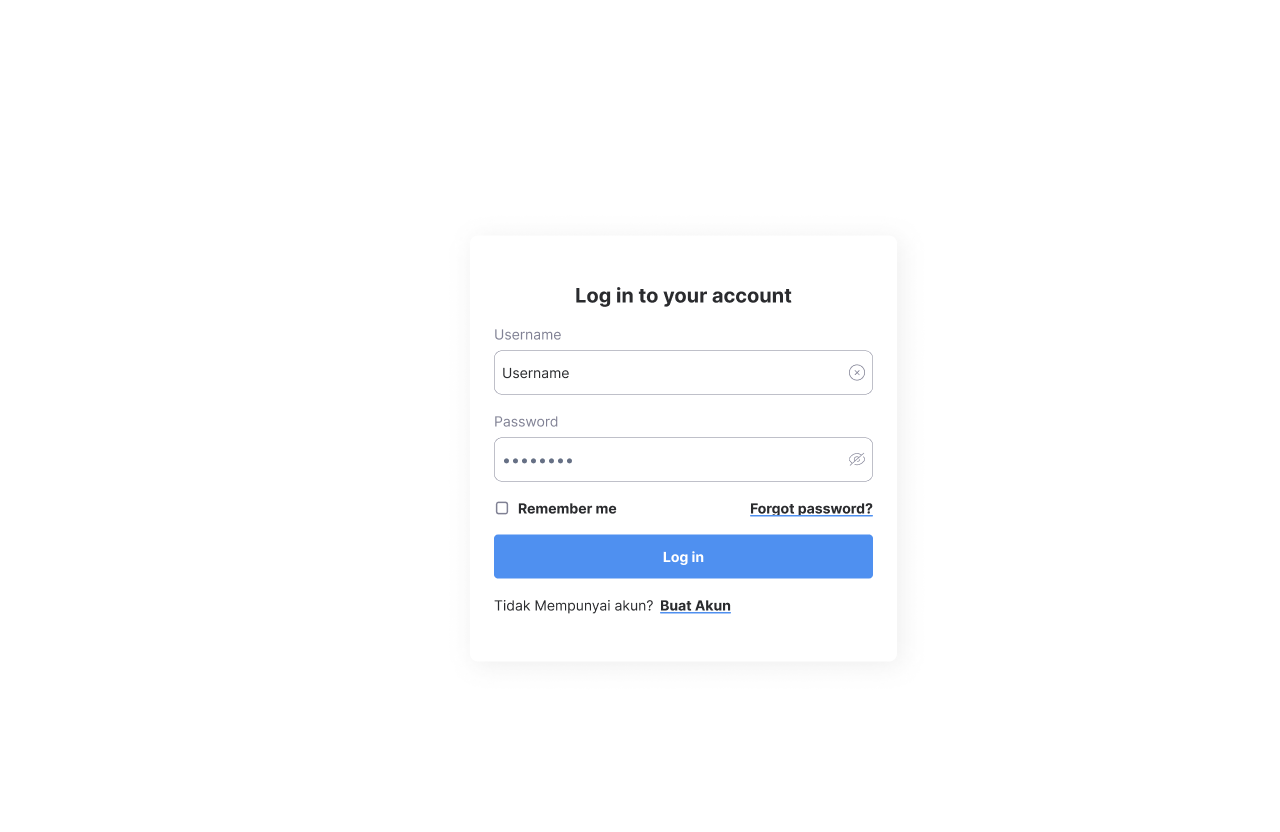 Log in to your account
Username
Username
Password
••••••••
Remember me Forgot password?
Log in
Tidak Mempunyai akun? Buat Akun